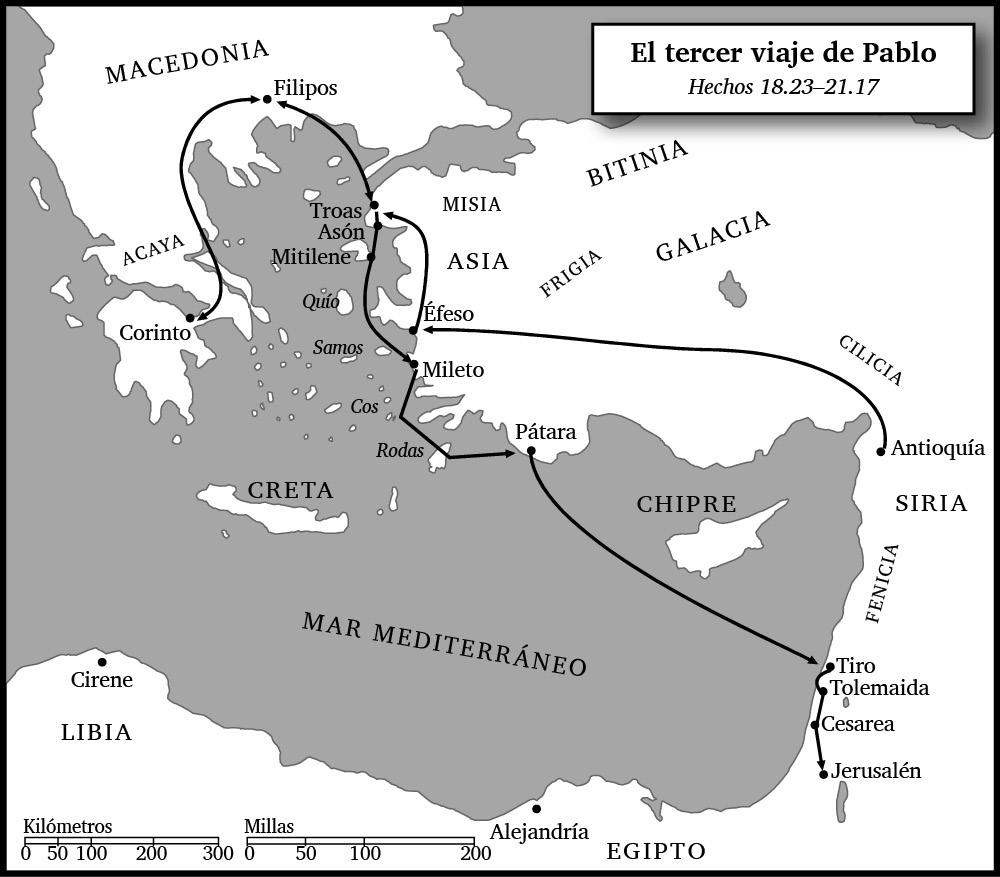 El tercer viaje de Pablo
Hechos 18.23–21.17
MACEDONIA
Filipos
BITINIA
MISIA
Troas
Asón
GALACIA
ACAYA
Mitilene
ASIA
FRIGIA
Quío
Éfeso
Corinto
Samos
CILICIA
Mileto
Cos
Pátara
Rodas
Antioquía
CRETA
CHIPRE
SIRIA
FENICIA
MAR MEDITERRÁNEO
Tiro
Cirene
Tolemaida
LIBIA
Cesarea
Jerusalén
Kilómetros
0 50 100 200 300
Millas
0 50 100 200
Alejandría
EGIPTO